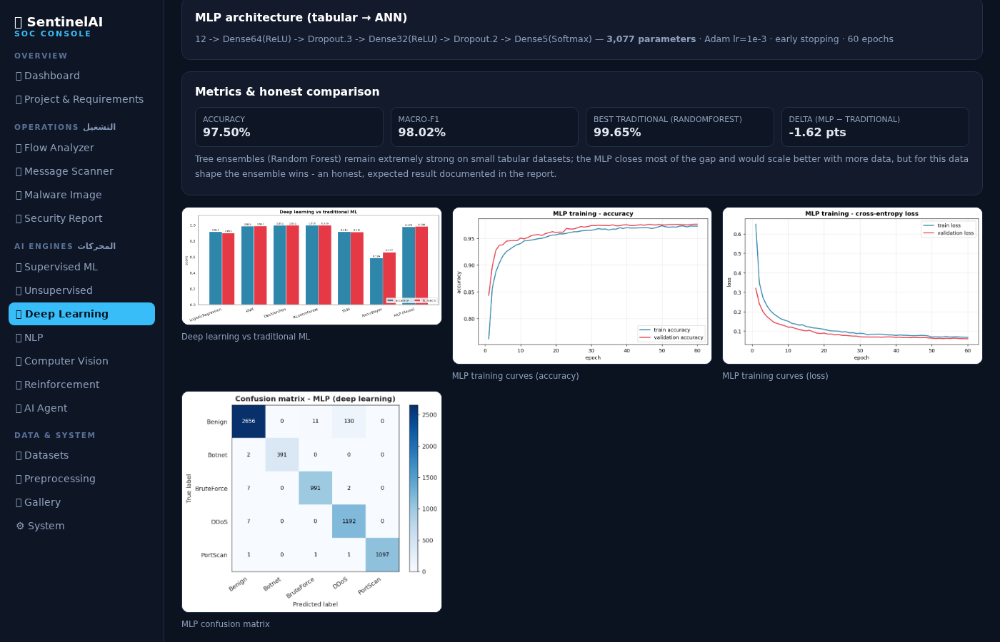 SentinelAI
SOC CONSOLE
OVERVIEW
Dashboard
Project & Requirements
OPERATIONS التشغيل
Flow Analyzer
Message Scanner
Malware Image
Security Report
AI ENGINES المحركات
Supervised ML
Unsupervised
Deep Learning
NLP
Computer Vision
Reinforcement
AI Agent
DATA & SYSTEM
Datasets
Preprocessing
Gallery
⚙ System
MLP architecture (tabular → ANN)
12 -> Dense64(ReLU) -> Dropout.3 -> Dense32(ReLU) -> Dropout.2 -> Dense5(Softmax) — 3,077 parameters · Adam lr=1e-3 · early stopping · 60 epochs
Metrics & honest comparison
ACCURACY
97.50%
MACRO-F1
98.02%
BEST TRADITIONAL (RANDOMFOREST)
99.65%
DELTA (MLP − TRADITIONAL)
-1.62 pts
Tree ensembles (Random Forest) remain extremely strong on small tabular datasets; the MLP closes most of the gap and would scale better with more data, but for this data
shape the ensemble wins - an honest, expected result documented in the report.
Deep learning vs traditional ML
score
1.0
0.8
0.6
0.4
0.2
0.0
LogisticRegression
KNN
DecisionTree
RandomForest
SVM
NaiveBayes
MLP (Keras)
accuracy
f1_macro
Deep learning vs traditional ML
MLP training - accuracy
accuracy
0.95
0.90
0.85
0.80
0 10 20 30 40 50 60
epoch
train accuracy
validation accuracy
MLP training curves (accuracy)
MLP training - cross-entropy loss
loss
0.6
0.5
0.4
0.3
0.2
0.1
0 10 20 30 40 50 60
epoch
train loss
validation loss
MLP training curves (loss)
Confusion matrix - MLP (deep learning)
True label
Benign 2656 0 11 130 0
Botnet 2 391 0 0 0
BruteForce 7 0 991 2 0
DDoS 7 0 0 1192 0
PortScan 1 0 1 1 1097
Benign Botnet BruteForce DDoS PortScan
Predicted label
2500
2000
1500
1000
500
0
MLP confusion matrix